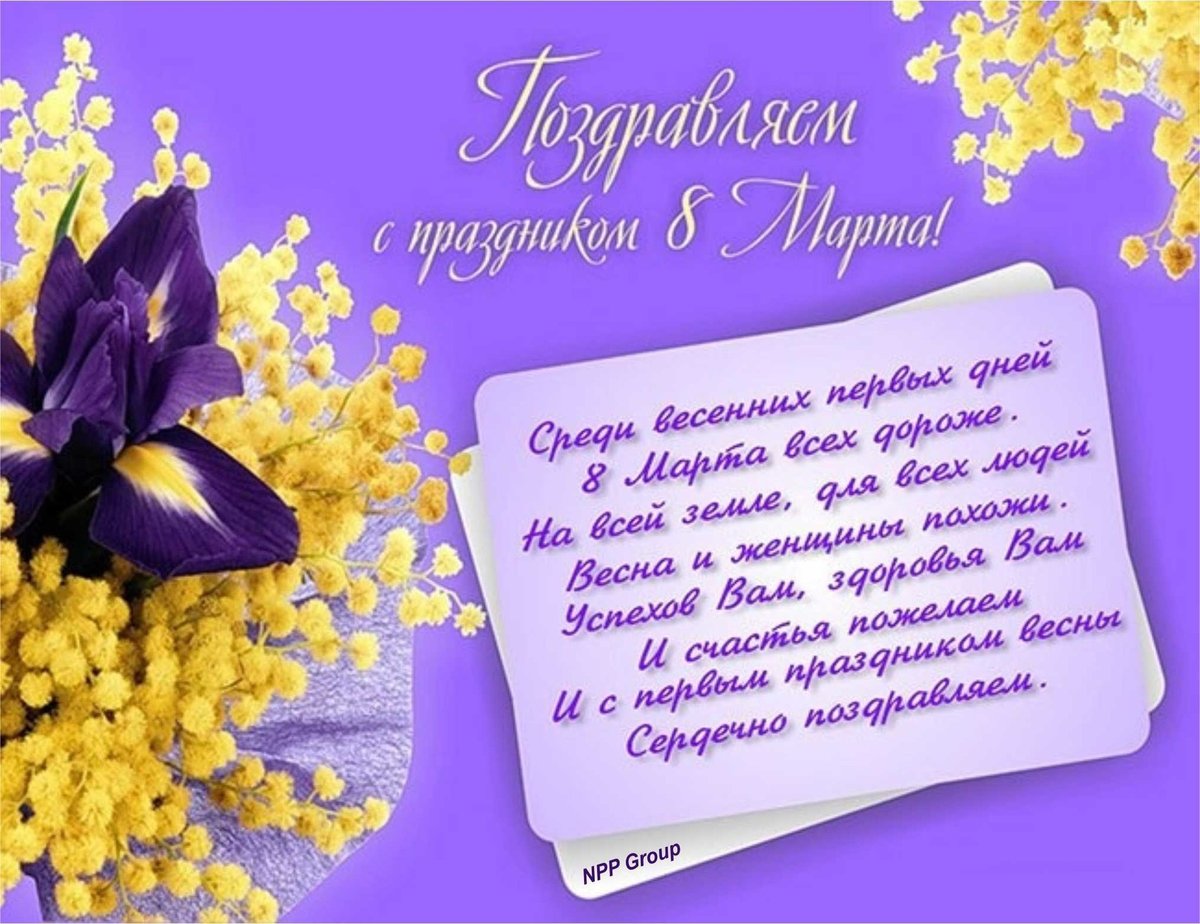 Поздравляем
с праздником 8 Марта!
Среди весенних первых дней
8 Марта всех дороже.
На всей земле, для всех людей
Весна и женщины похожи.
Успехов Вам, здоровья Вам
И счастья пожелаем
И с первым праздником весны
Сердечно поздравляем.
NPP Group